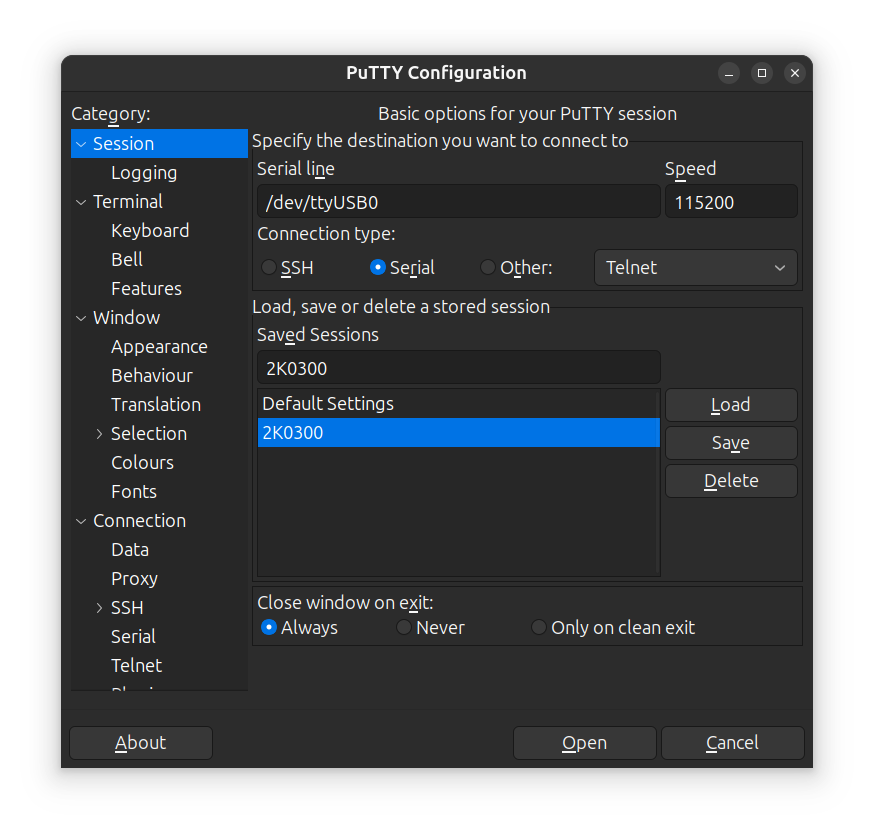 PuTTY Configuration
Category:
Session
Logging
Terminal
Keyboard
Bell
Features
Window
Appearance
Behaviour
Translation
Selection
Colours
Fonts
Connection
Data
Proxy
SSH
Serial
Telnet
Basic options for your PuTTY session
Specify the destination you want to connect to
Serial line
Speed
/dev/ttyUSB0
115200
Connection type:
SSH
Serial
Other:
Telnet
Load, save or delete a stored session
Saved Sessions
2K0300
Default Settings
2K0300
Load
Save
Delete
Close window on exit:
Always
Never
Only on clean exit
About
Open
Cancel